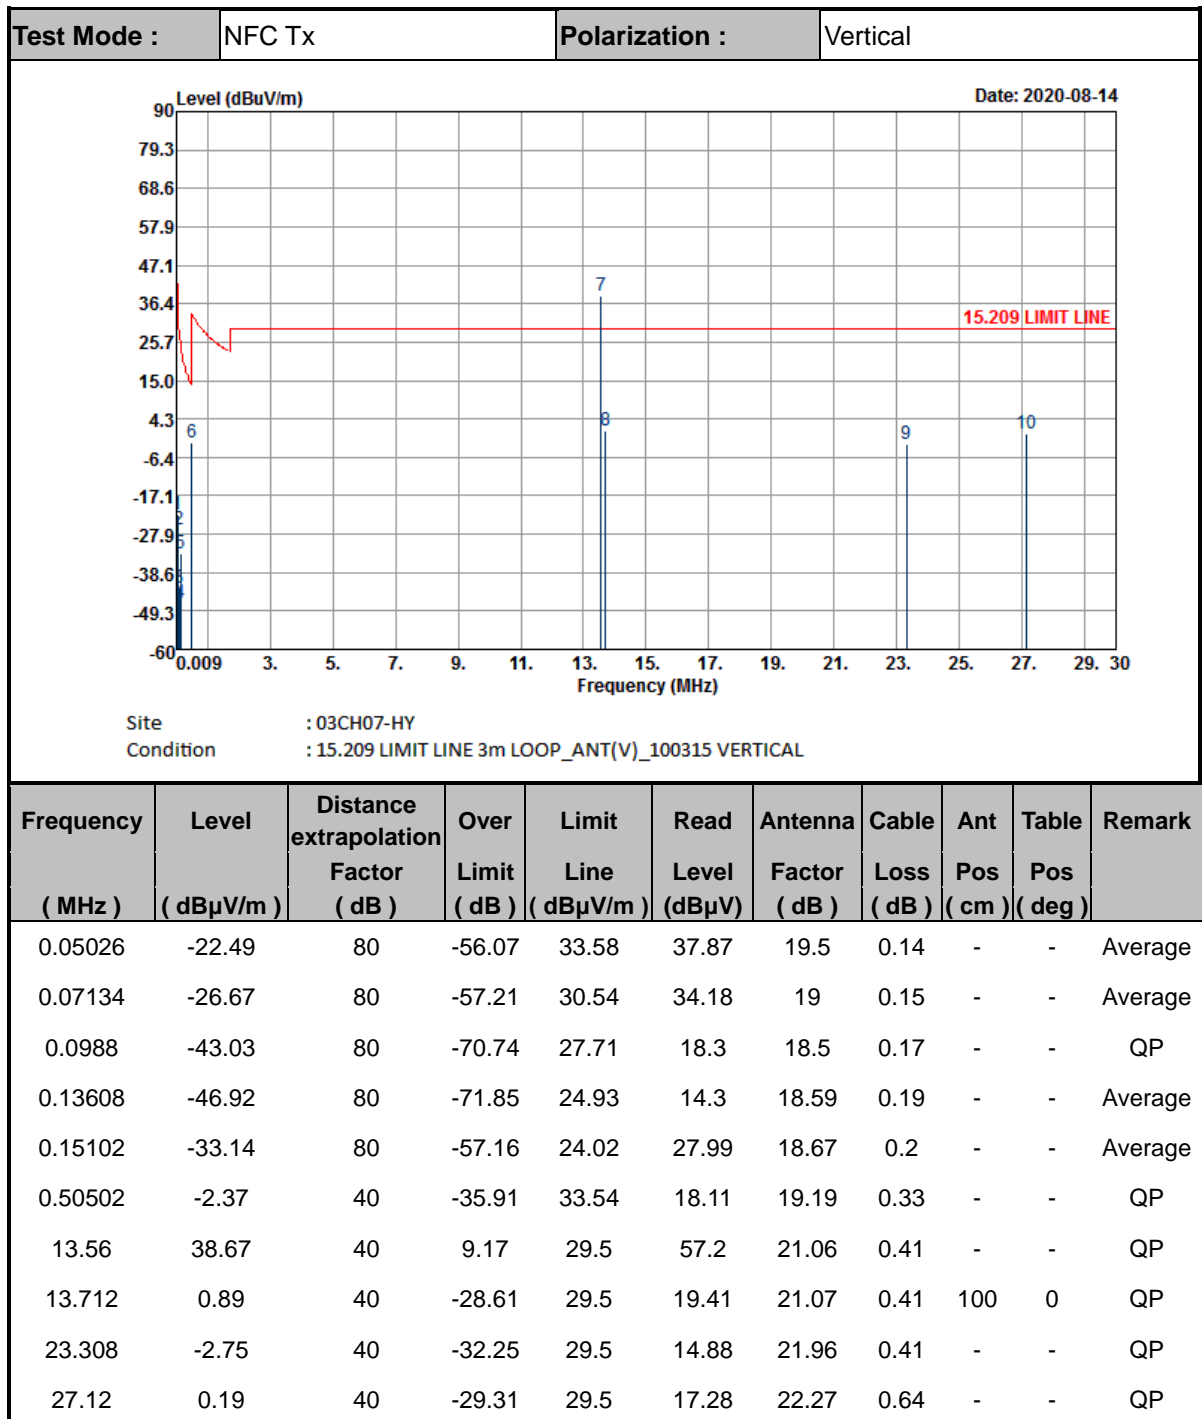 Test Mode : NFC Tx Polarization : Vertical
Level (dBuV/m) Date: 2020-08-14
90
79.3
68.6
57.9
47.1
36.4
25.7
15.0
4.3
-6.4
-17.1
-27.9
-38.6
-49.3
-60
7
15.209 LIMIT LINE
8
6
9
10
1
2
5
3
4
0.009 3. 5. 7. 9. 11. 13. 15. 17. 19. 21. 23. 25. 27. 29. 30
Frequency (MHz)
Site : 03CH07-HY
Condition : 15.209 LIMIT LINE 3m LOOP_ANT(V)_100315 VERTICAL
Frequency Level Distance extrapolation Over Limit Read Antenna Cable Ant Table Remark
Factor Limit Line Level Factor Loss Pos Pos
( MHz ) ( dBµV/m ) ( dB ) ( dB ) ( dBµV/m ) (dBµV) ( dB ) ( dB ) ( cm ) ( deg )
0.05026 -22.49 80 -56.07 33.58 37.87 19.5 0.14 - - Average
0.07134 -26.67 80 -57.21 30.54 34.18 19 0.15 - - Average
0.0988 -43.03 80 -70.74 27.71 18.3 18.5 0.17 - - QP
0.13608 -46.92 80 -71.85 24.93 14.3 18.59 0.19 - - Average
0.15102 -33.14 80 -57.16 24.02 27.99 18.67 0.2 - - Average
0.50502 -2.37 40 -35.91 33.54 18.11 19.19 0.33 - - QP
13.56 38.67 40 9.17 29.5 57.2 21.06 0.41 - - QP
13.712 0.89 40 -28.61 29.5 19.41 21.07 0.41 100 0 QP
23.308 -2.75 40 -32.25 29.5 14.88 21.96 0.41 - - QP
27.12 0.19 40 -29.31 29.5 17.28 22.27 0.64 - - QP